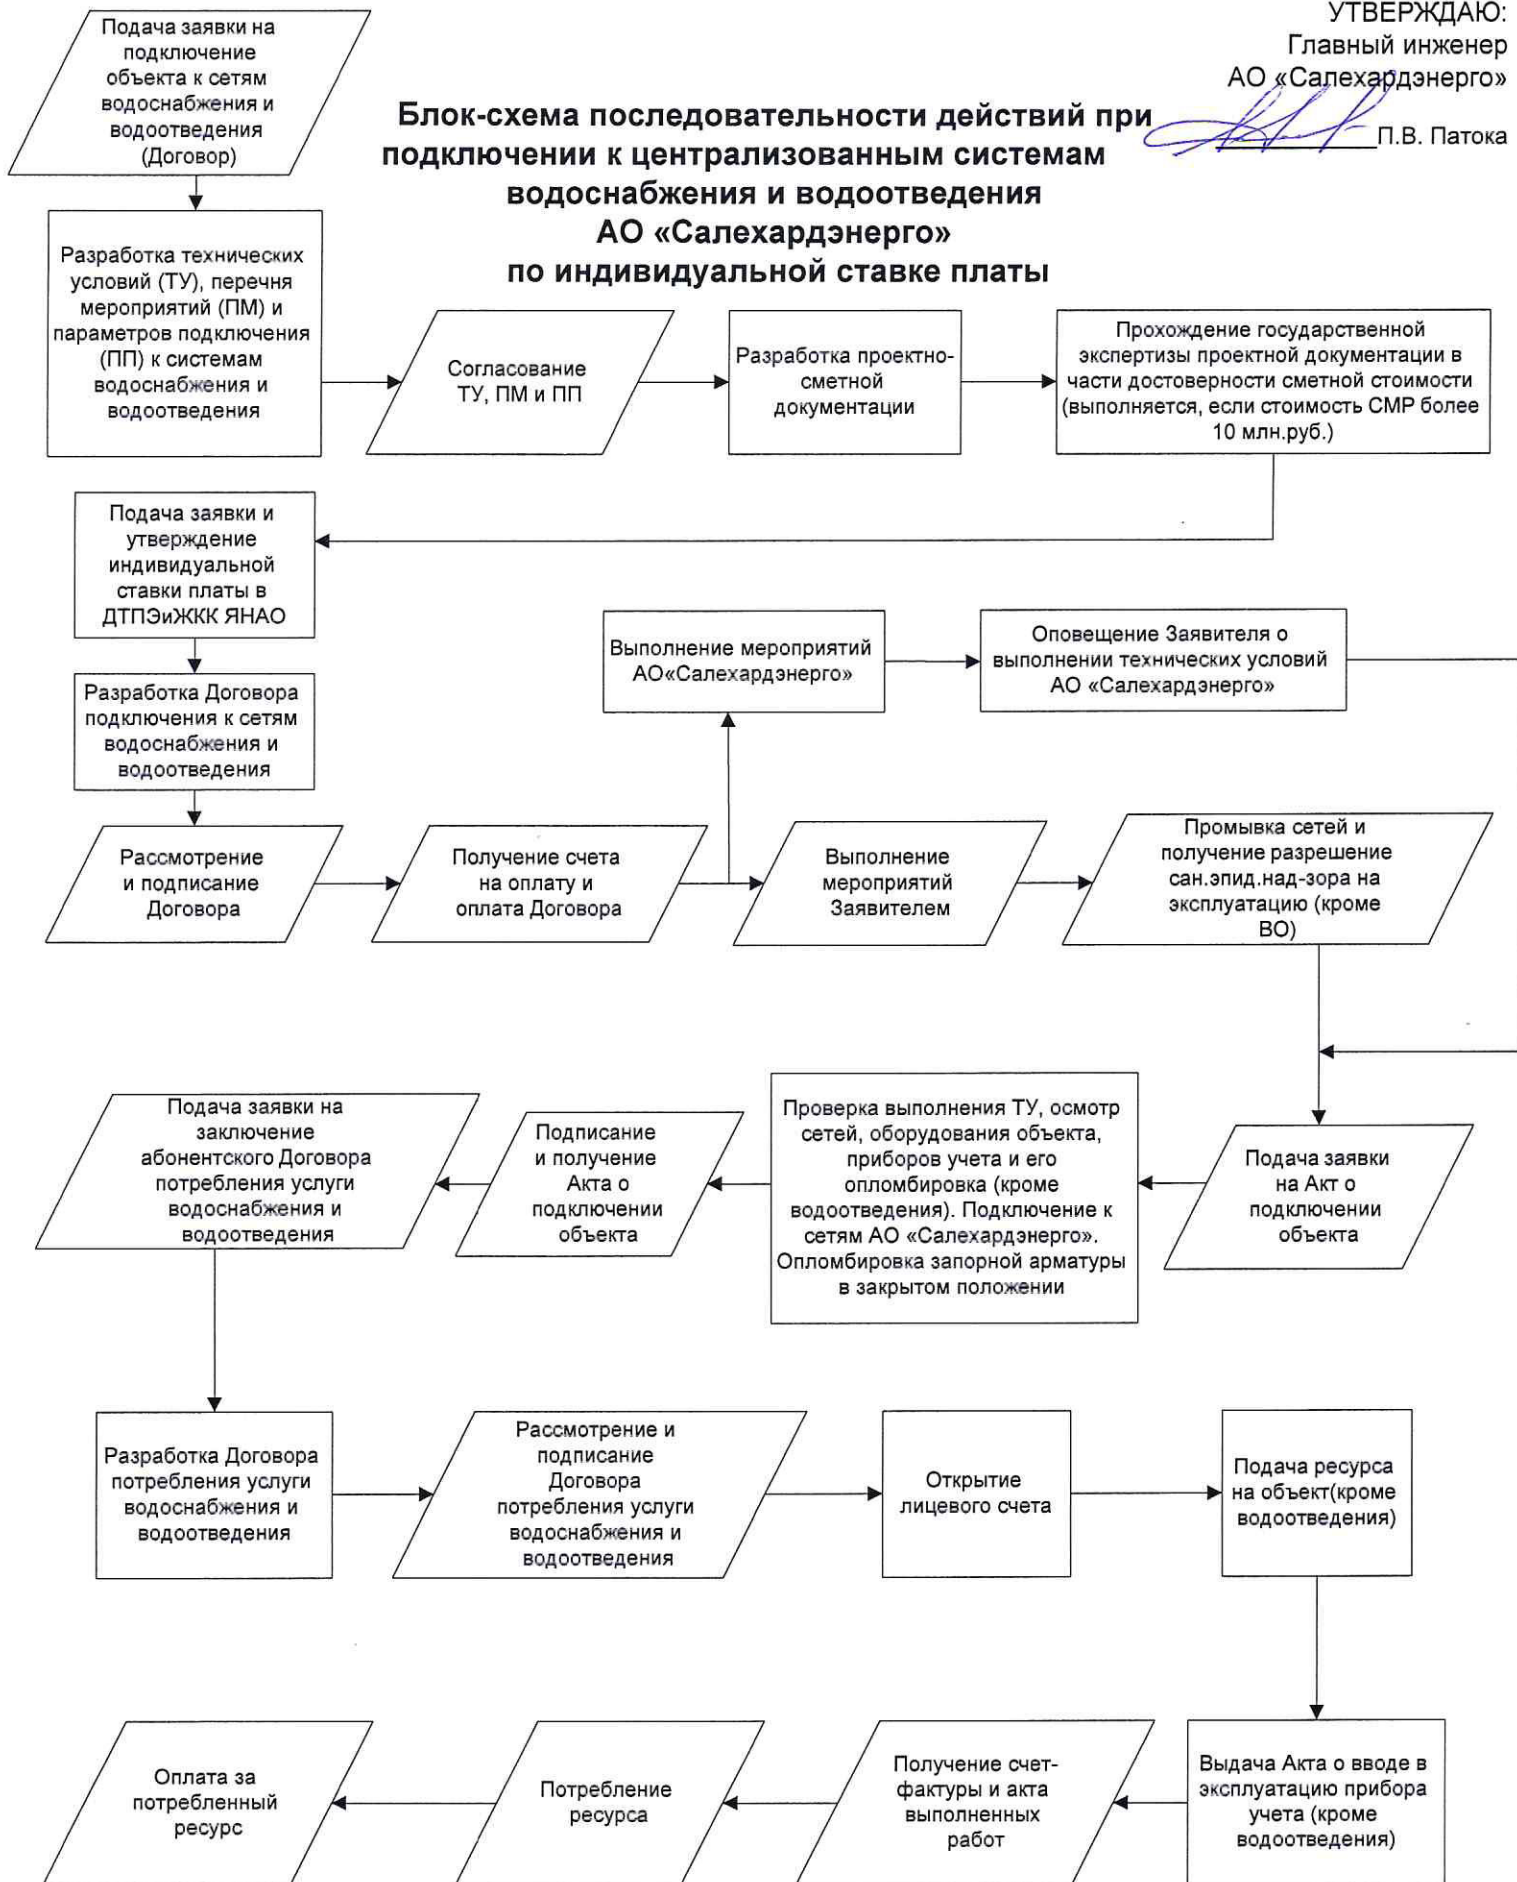 УТВЕРЖДАЮ:
Главный инженер
АО «Салехардэнерго»
П.В. Патока
Блок-схема последовательности действий при
подключении к централизованным системам
водоснабжения и водоотведения
АО «Салехардэнерго»
по индивидуальной ставке платы
Подача заявки на
подключение
объекта к сетям
водоснабжения и
водоотведения
(Договор)
Разработка технических
условий (ТУ), перечня
мероприятий (ПМ) и
параметров подключения
(ПП) к системам
водоснабжения и
водоотведения
Согласование
ТУ, ПМ и ПП
Разработка проектно-
сметной
документации
Прохождение государственной
экспертизы проектной документации в
части достоверности сметной стоимости
(выполняется, если стоимость СМР более
10 млн.руб.)
Подача заявки и
утверждение
индивидуальной
ставки платы в
ДТПЭиЖКК ЯНАО
Разработка Договора
подключения к сетям
водоснабжения и
водоотведения
Рассмотрение
и подписание
Договора
Получение счета
на оплату и
оплата Договора
Выполнение мероприятий
АО«Салехардэнерго»
Оповещение Заявителя о
выполнении технических условий
АО «Салехардэнерго»
Выполнение
мероприятий
Заявителем
Промывка сетей и
получение разрешение
сан.эпид.над-зора на
эксплуатацию (кроме
ВО)
Подача заявки
на Акт о
подключении
объекта
Проверка выполнения ТУ, осмотр
сетей, оборудования объекта,
приборов учета и его
опломбировка (кроме
водоотведения). Подключение к
сетям АО «Салехардэнерго».
Опломбировка запорной арматуры
в закрытом положении
Подписание
и получение
Акта о
подключении
объекта
Подача заявки на
заключение
абонентского Договора
потребления услуги
водоснабжения и
водоотведения
Разработка Договора
потребления услуги
водоснабжения и
водоотведения
Рассмотрение и
подписание
Договора
потребления услуги
водоснабжения и
водоотведения
Открытие
лицевого счета
Подача ресурса
на объект(кроме
водоотведения)
Выдача Акта о вводе в
эксплуатацию прибора
учета (кроме
водоотведения)
Получение счет-
фактуры и акта
выполненных
работ
Потребление
ресурса
Оплата за
потребленный
ресурс